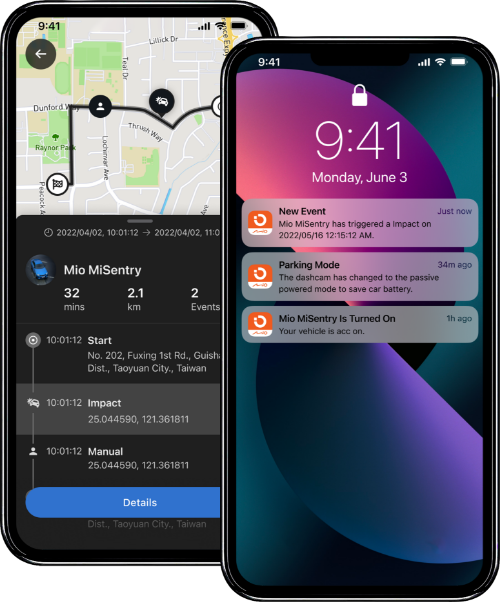 9:41
Lillick Dr
Teal Dr
Dunford Way
Raynor Park
Thrush Way
Lochinvar Ave
Peacock A
2022/04/02, 10:01:12 → 2022/04/02, 11:0
Mio MiSentry
32 2.1 2
mins km Events
10:01:12 Start
No. 202, Fuxing 1st Rd., Guisha
Dist., Taoyuan City., Taiwan
10:01:12 Impact
25.044590, 121.361811
10:01:12 Manual
25.044590, 121.361811
Details
Dist., Taoyuan City., Taiwan
9:41
9:41
Monday, June 3
New Event Just now
Mio MiSentry has triggered a Impact on
2022/05/16 12:15:12 AM.
Parking Mode 34m ago
The dashcam has changed to the passive
powered mode to save car battery.
Mio MiSentry Is Turned On 1h ago
Your vehicle is acc on.